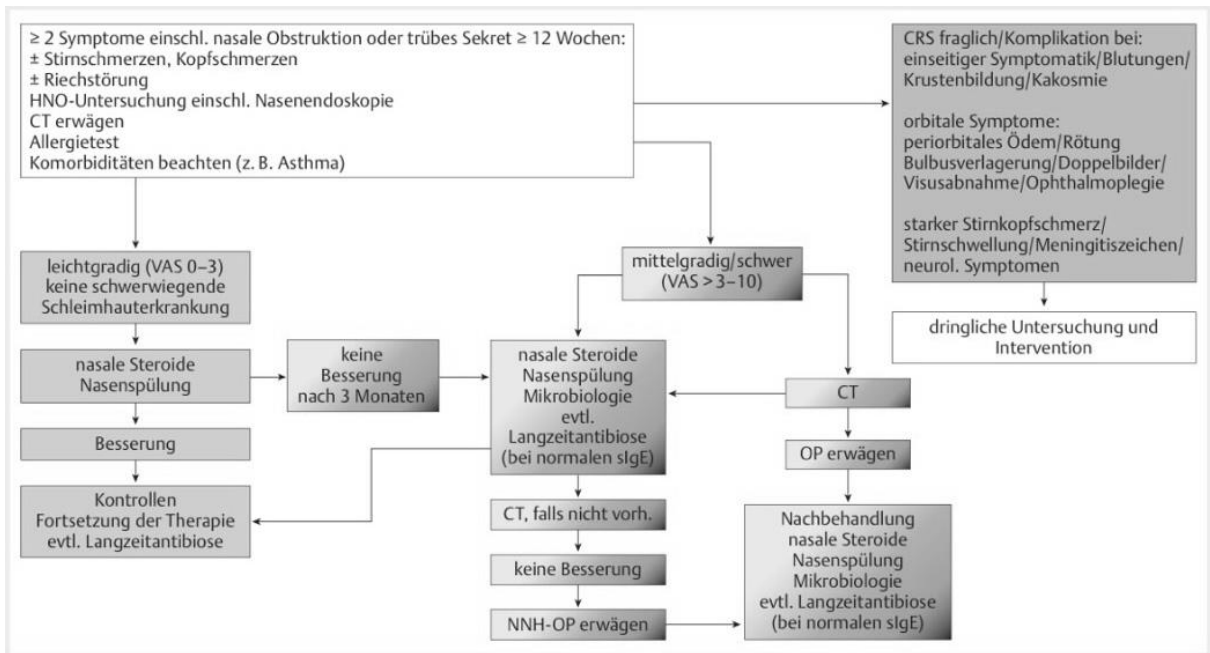 ≥ 2 Symptome einschl. nasale Obstruktion oder trübes Sekret ≥ 12 Wochen:
± Stirnschmerzen, Kopfschmerzen
± Riechstörung
HNO-Untersuchung einschl. Nasenendoskopie
CT erwägen
Allergietest
Komorbiditäten beachten (z. B. Asthma)
CRS fraglich/Komplikation bei:
einseitiger Symptomatik/Blutungen/
Krustenbildung/Kakosmie
orbitale Symptome:
periorbitales Ödem/Rötung
Bulbusverlagerung/Doppelbilder/
Visusabnahme/Ophthalmoplegie
starker Stirnkopfschmerz/
Stirnschwellung/Meningitiszeichen/
neurol. Symptomen
dringliche Untersuchung und
Intervention
leichtgradig (VAS 0–3)
keine schwerwiegende
Schleimhauterkrankung
mittelgradig/schwer
(VAS > 3–10)
nasale Steroide
Nasenspülung
keine
Besserung
nach 3 Monaten
nasale Steroide
Nasenspülung
Mikrobiologie
evtl.
Langzeitantibiose
(bei normalen sIgE)
CT
Besserung
OP erwägen
Kontrollen
Fortsetzung der Therapie
evtl. Langzeitantibiose
CT, falls nicht vorh.
keine Besserung
NNH-OP erwägen
Nachbehandlung
nasale Steroide
Nasenspülung
Mikrobiologie
evtl. Langzeitantibiose
(bei normalen sIgE)